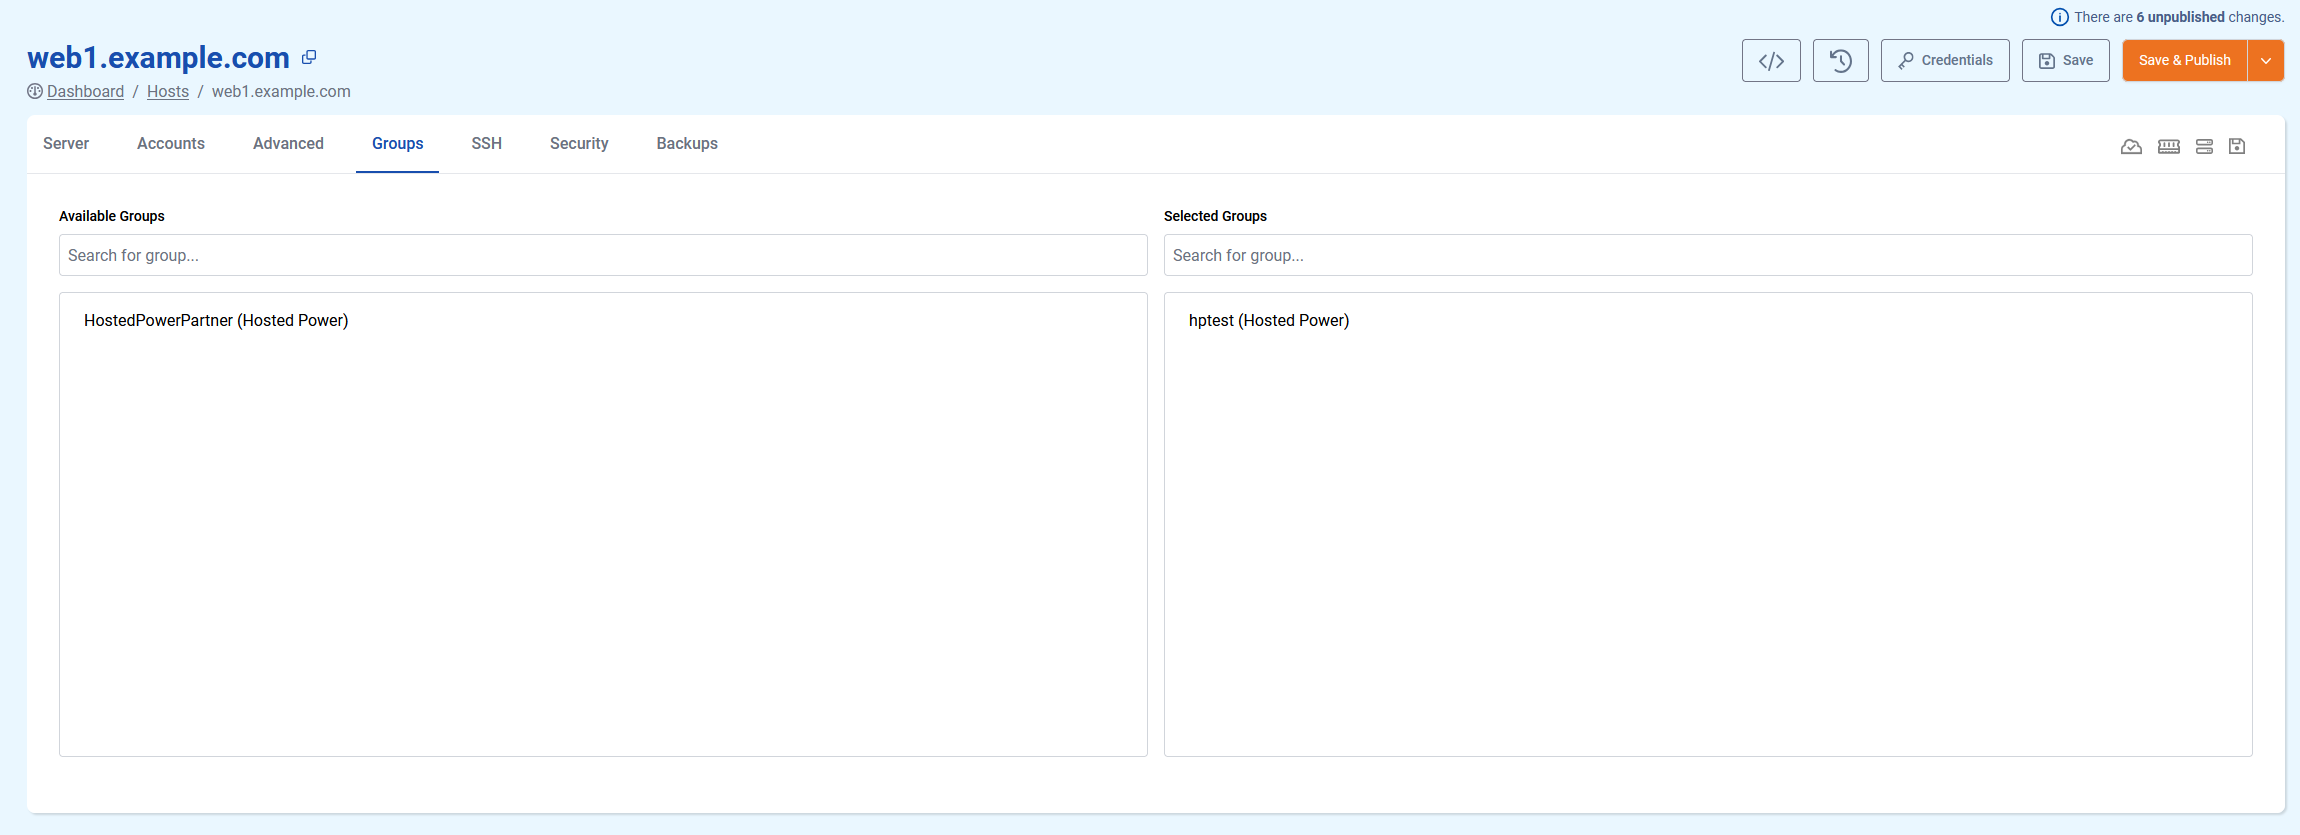 There are 6 unpublished changes.
web1.example.com
Dashboard / Hosts / web1.example.com
Credentials
Save
Save & Publish
Server
Accounts
Advanced
Groups
SSH
Security
Backups
Available Groups
Search for group...
HostedPowerPartner (Hosted Power)
Selected Groups
Search for group...
hptest (Hosted Power)